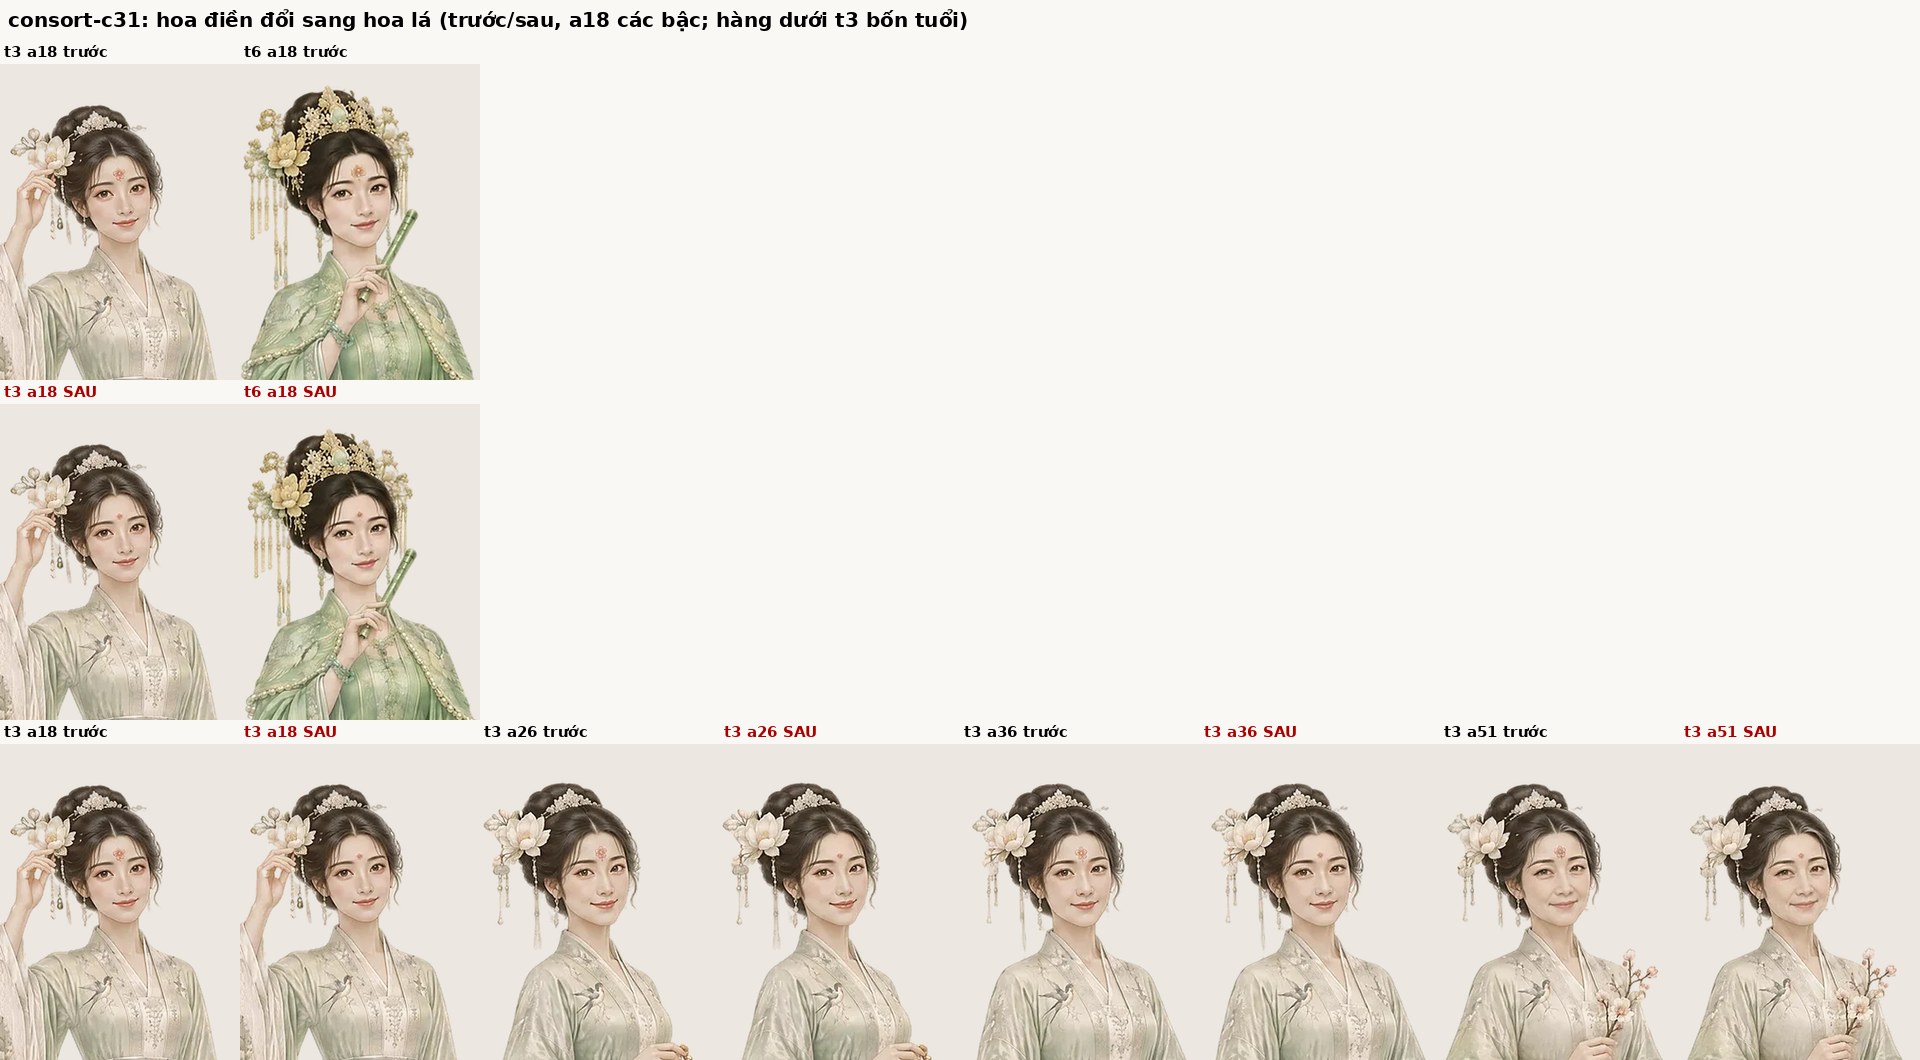 consort-c31: hoa điền đổi sang hoa lá (trước/sau, a18 các bậc; hàng dưới t3 bốn tuổi)
t3 a18 trước
t6 a18 trước
t3 a18 SAU
t6 a18 SAU
t3 a18 trước
t3 a18 SAU
t3 a26 trước
t3 a26 SAU
t3 a36 trước
t3 a36 SAU
t3 a51 trước
t3 a51 SAU